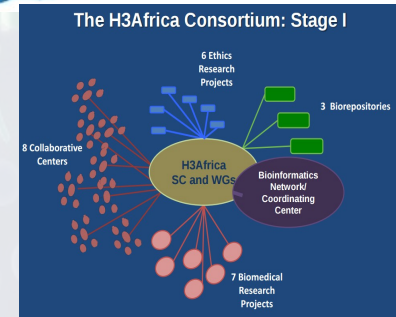 The H3Africa Consortium: Stage I
6 Ethics
Research
Projects
3 Biorepositories
8 Collaborative
Centers
H3Africa
SC and WGs
Bioinformatics
Network/
Coordinating
Center
7 Biomedical
Research
Projects